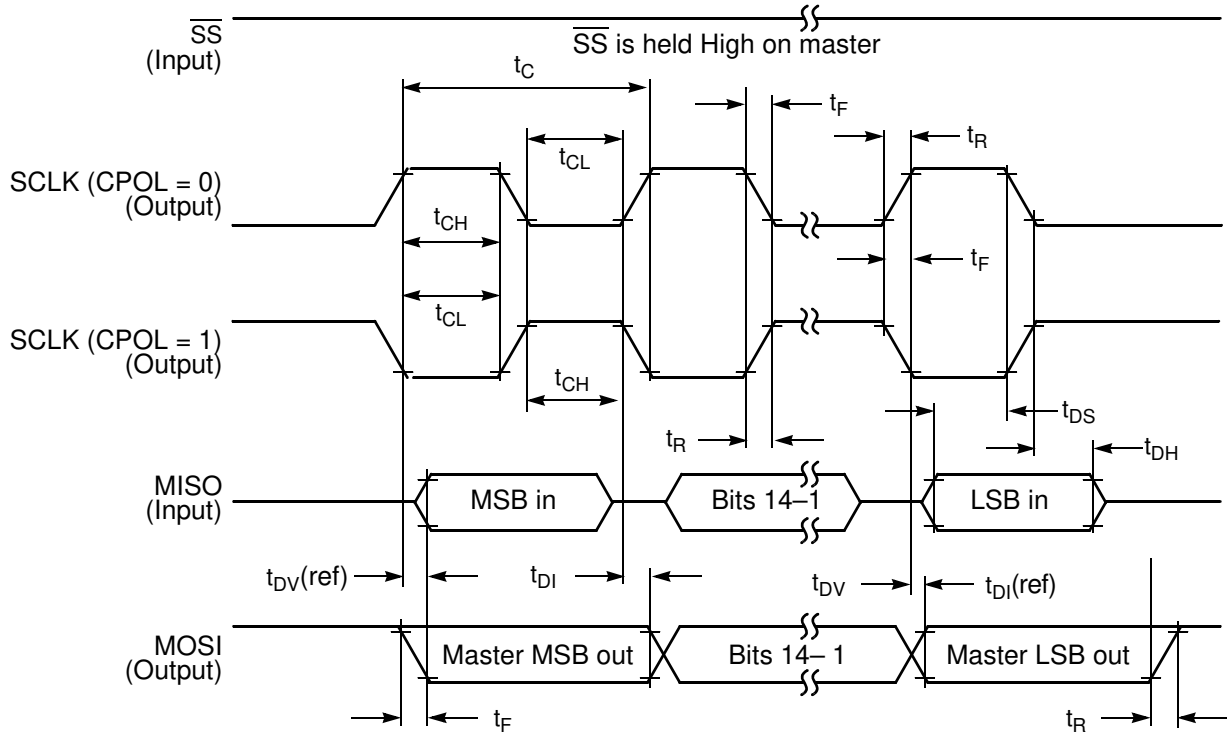 SS
(Input)
SS is held High on master
tC
tF
tR
tCL
SCLK (CPOL = 0)
(Output)
tCH
tF
tCL
SCLK (CPOL = 1)
(Output)
tCH
tDS
tR
tDH
MISO
(Input)
MSB in
Bits 14–1
LSB in
tDV(ref)
tDI
tDV
tDI(ref)
MOSI
(Output)
Master MSB out
Bits 14– 1
Master LSB out
tF
tR